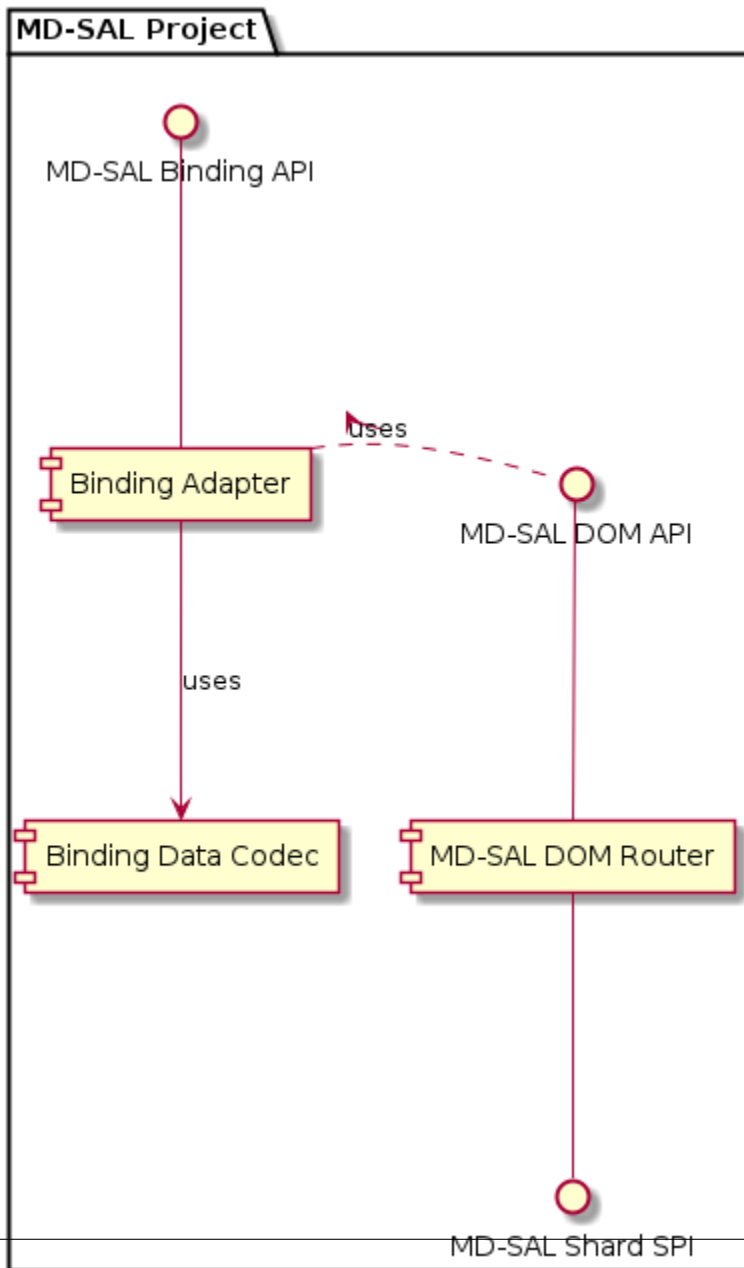 MD-SAL Project
MD-SAL Binding API
uses
Binding Adapter
MD-SAL DOM API
uses
Binding Data Codec
MD-SAL DOM Router
MD-SAL Shard SPI